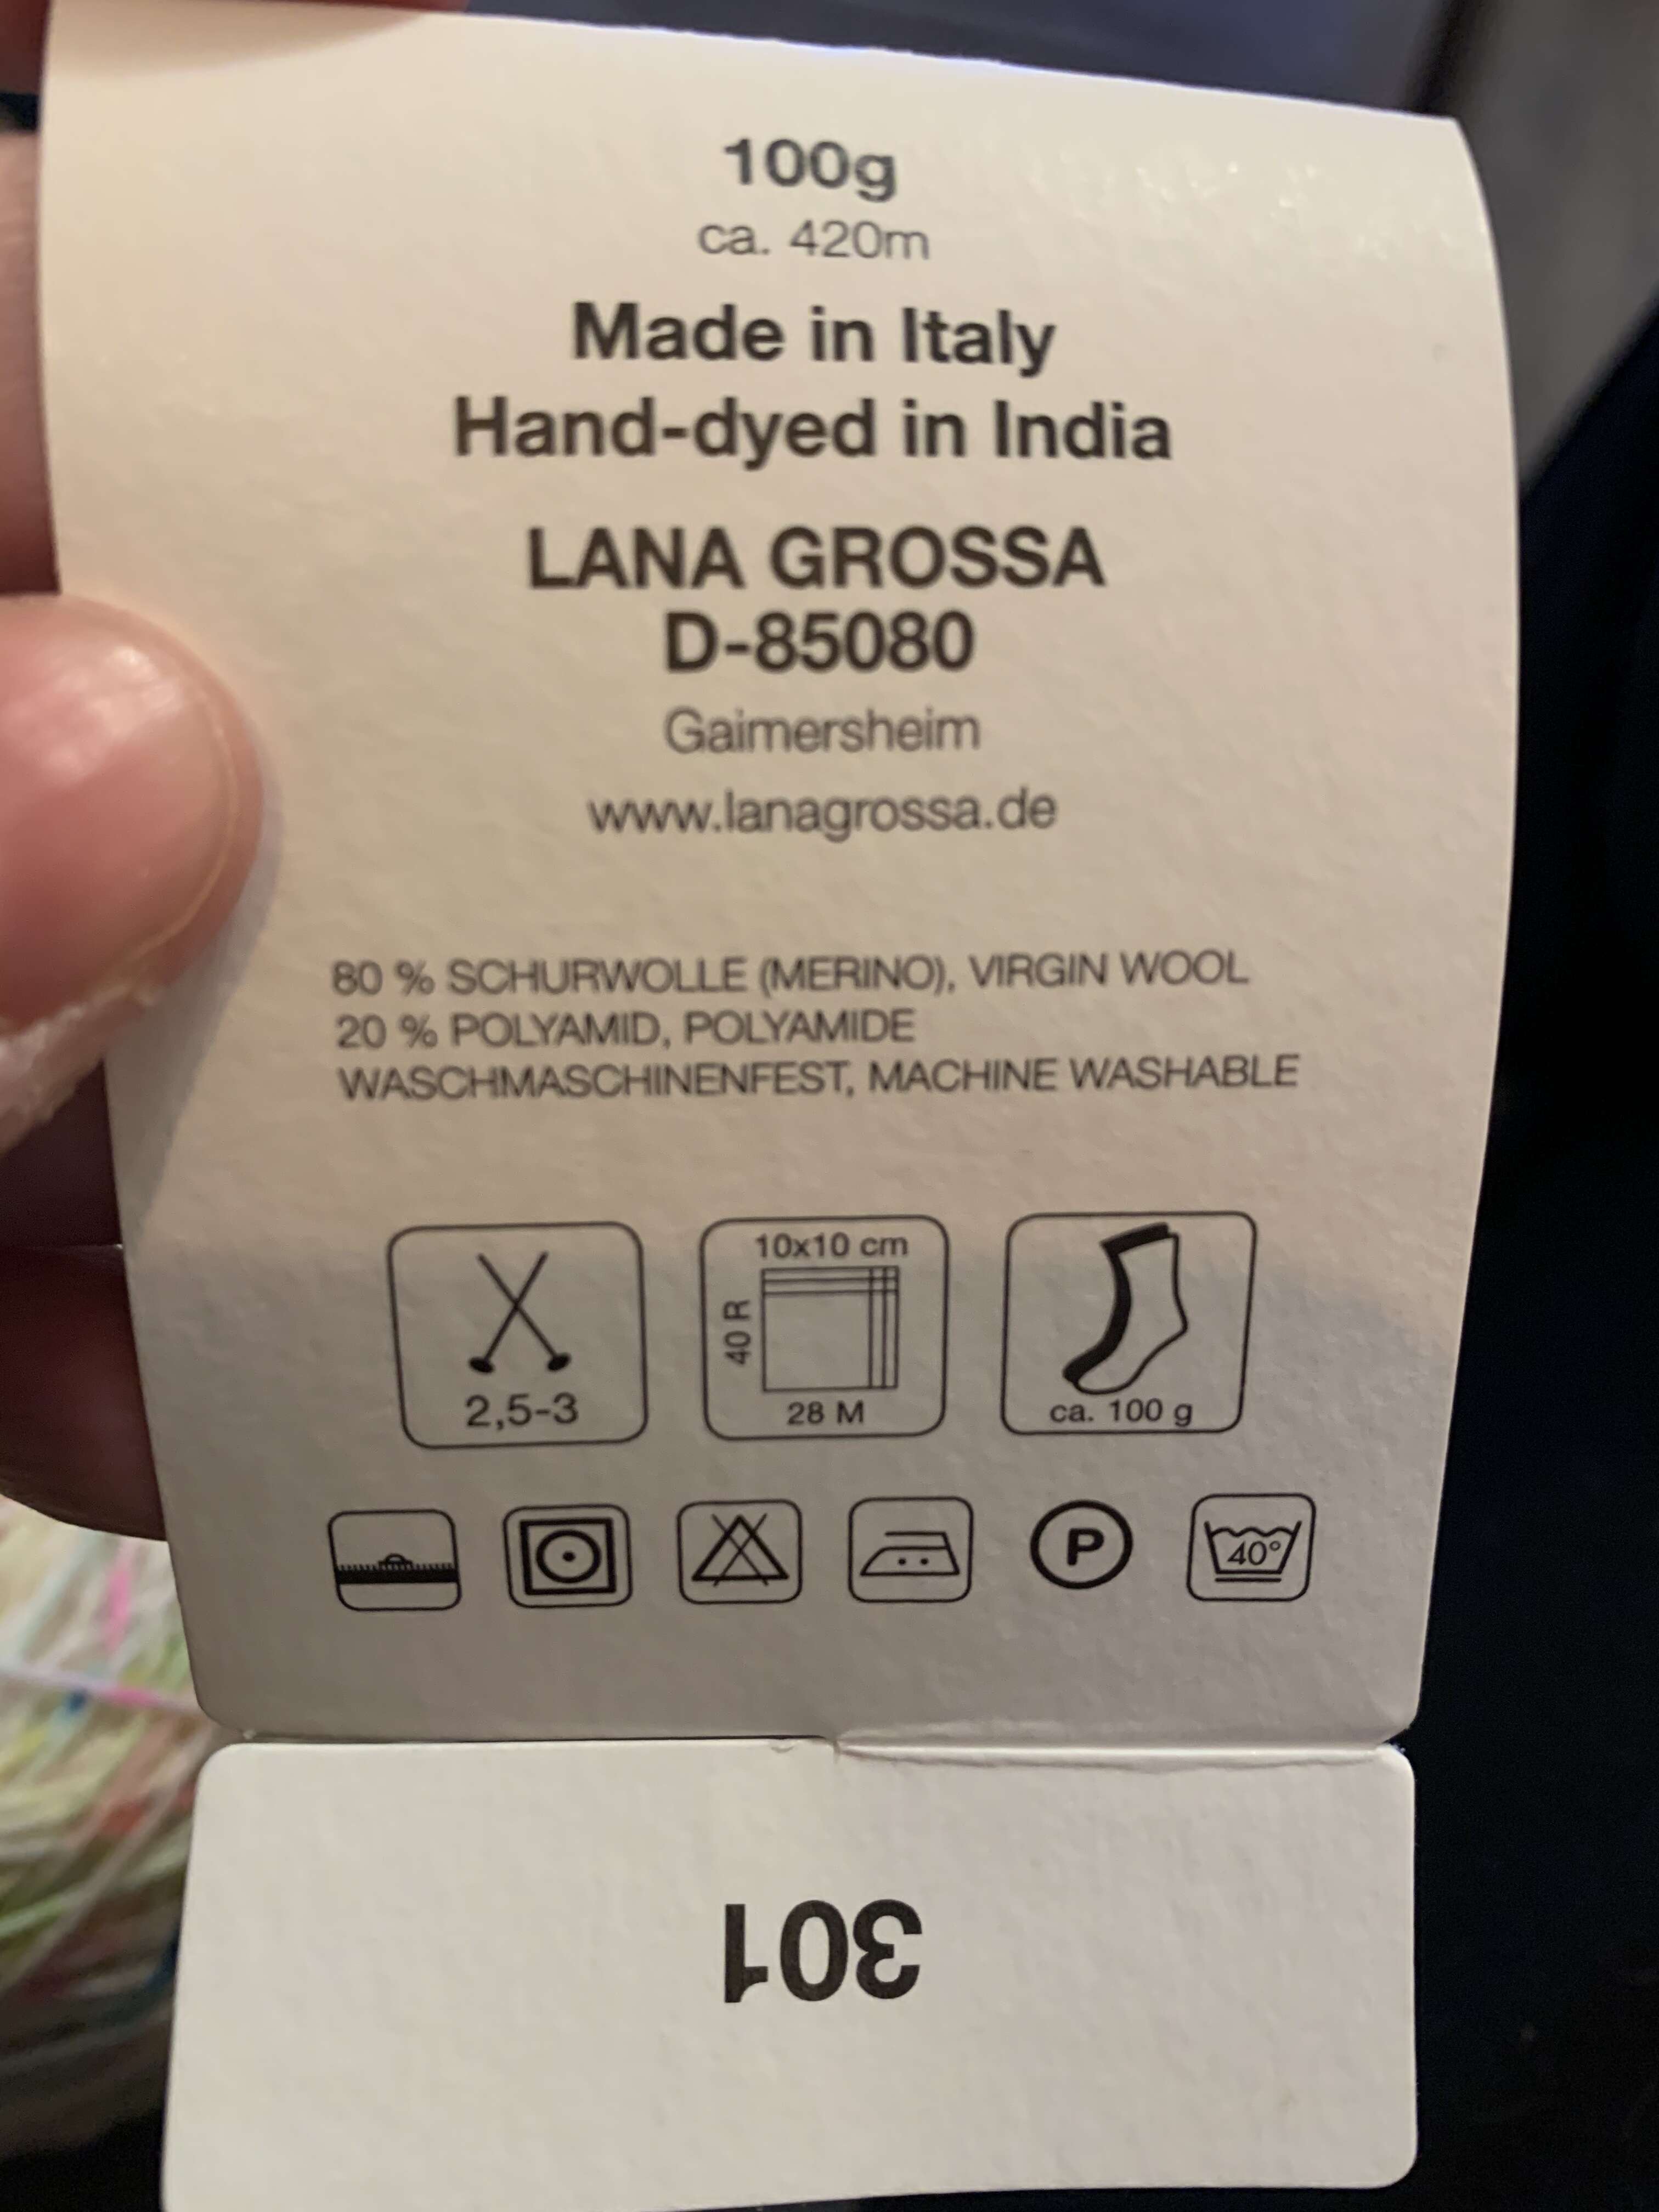 100g
ca. 420m
Made in Italy
Hand-dyed in India
LANA GROSSA
D-85080
Gaimersheim
www.lanagrossa.de
80 % SCHURWOLLE (MERINO), VIRGIN WOOL
20 % POLYAMID, POLYAMIDE
WASCHMASCHINENFEST, MACHINE WASHABLE
2,5-3
10x10 cm
40 R
28 M
ca. 100 g
P
40°
301